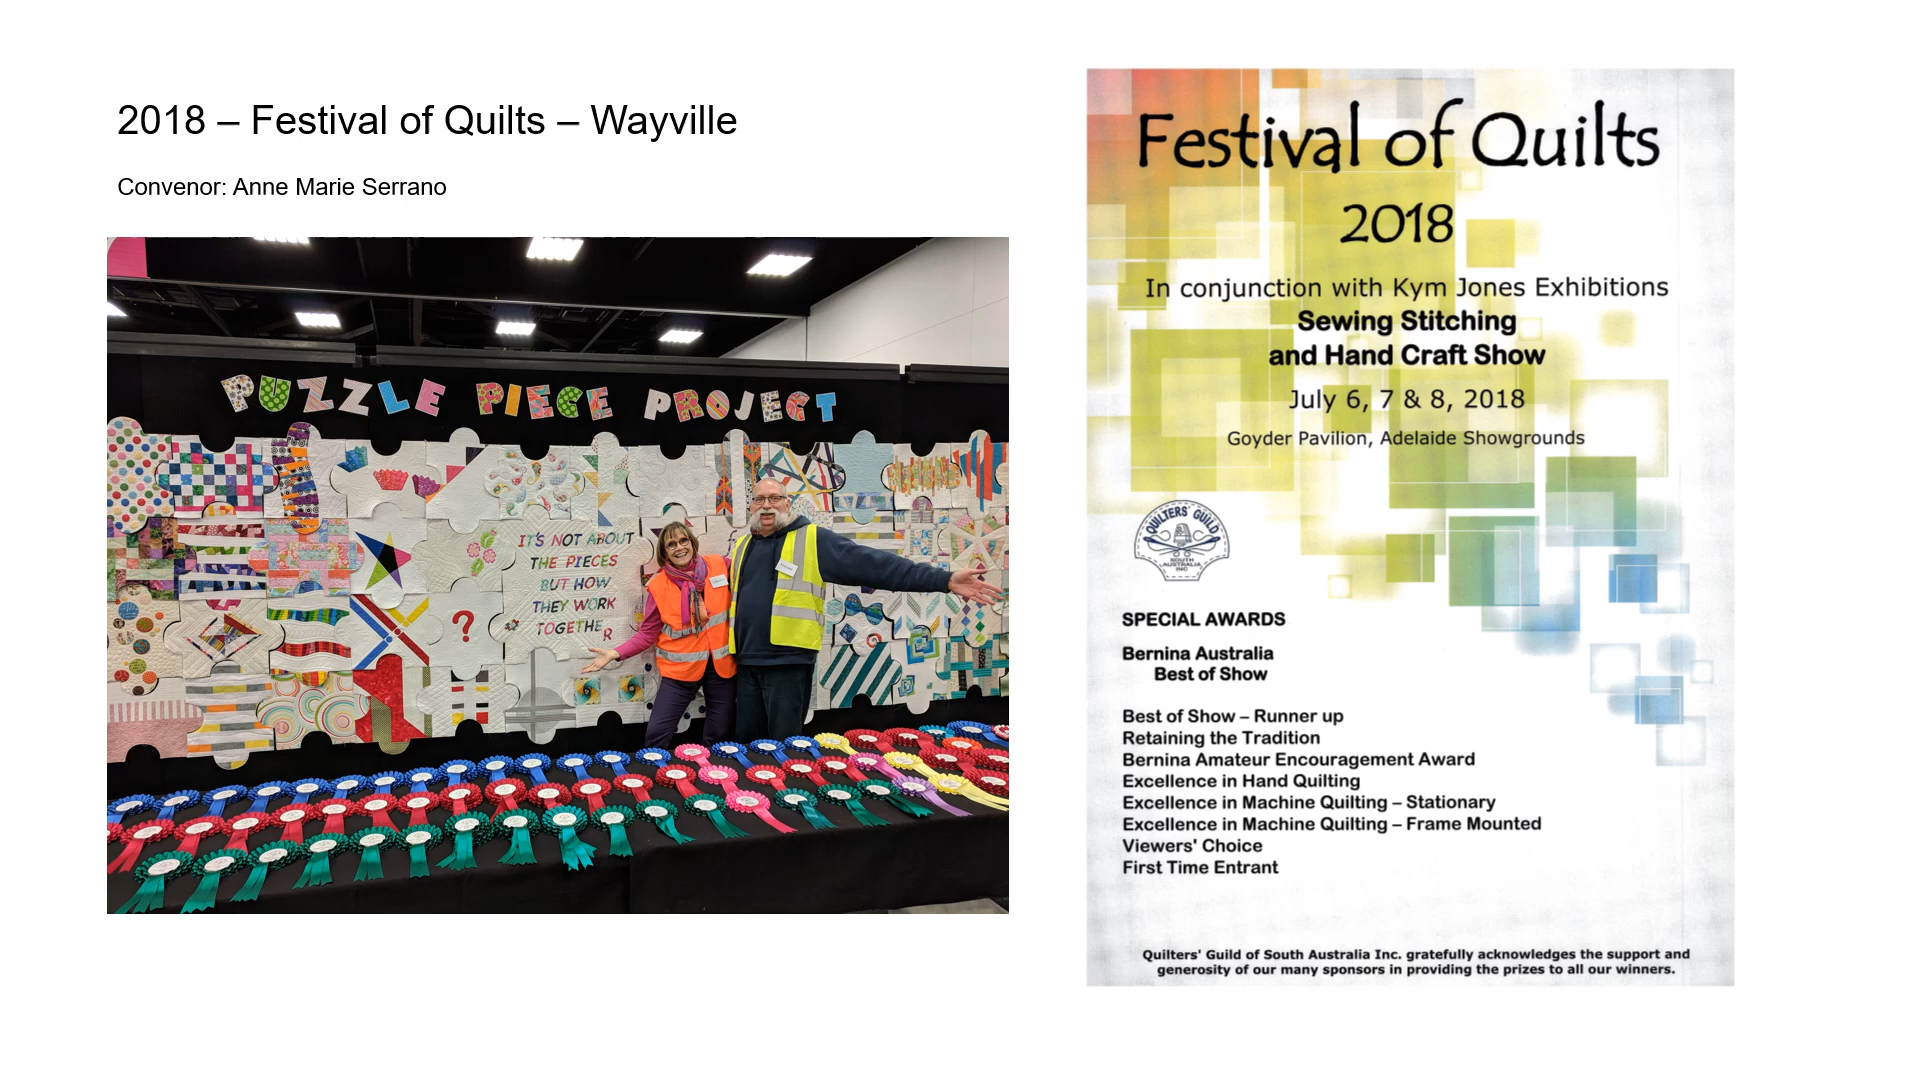 2018 – Festival of Quilts – Wayville
Convenor: Anne Marie Serrano
PUZZLE PIECE PROJECT
IT'S NOT ABOUT
THE PIECES
BUT HOW
THEY WORK
TOGETHER
?
Festival of Quilts
2018
In conjunction with Kym Jones Exhibitions
Sewing Stitching
and Hand Craft Show
July 6, 7 & 8, 2018
Goyder Pavilion, Adelaide Showgrounds
QUILTERS' GUILD
SOUTH
AUSTRALIA
INC
SPECIAL AWARDS
Bernina Australia
Best of Show
Best of Show – Runner up
Retaining the Tradition
Bernina Amateur Encouragement Award
Excellence in Hand Quilting
Excellence in Machine Quilting – Stationary
Excellence in Machine Quilting – Frame Mounted
Viewers' Choice
First Time Entrant
Quilters' Guild of South Australia Inc. gratefully acknowledges the support and
generosity of our many sponsors in providing the prizes to all our winners.